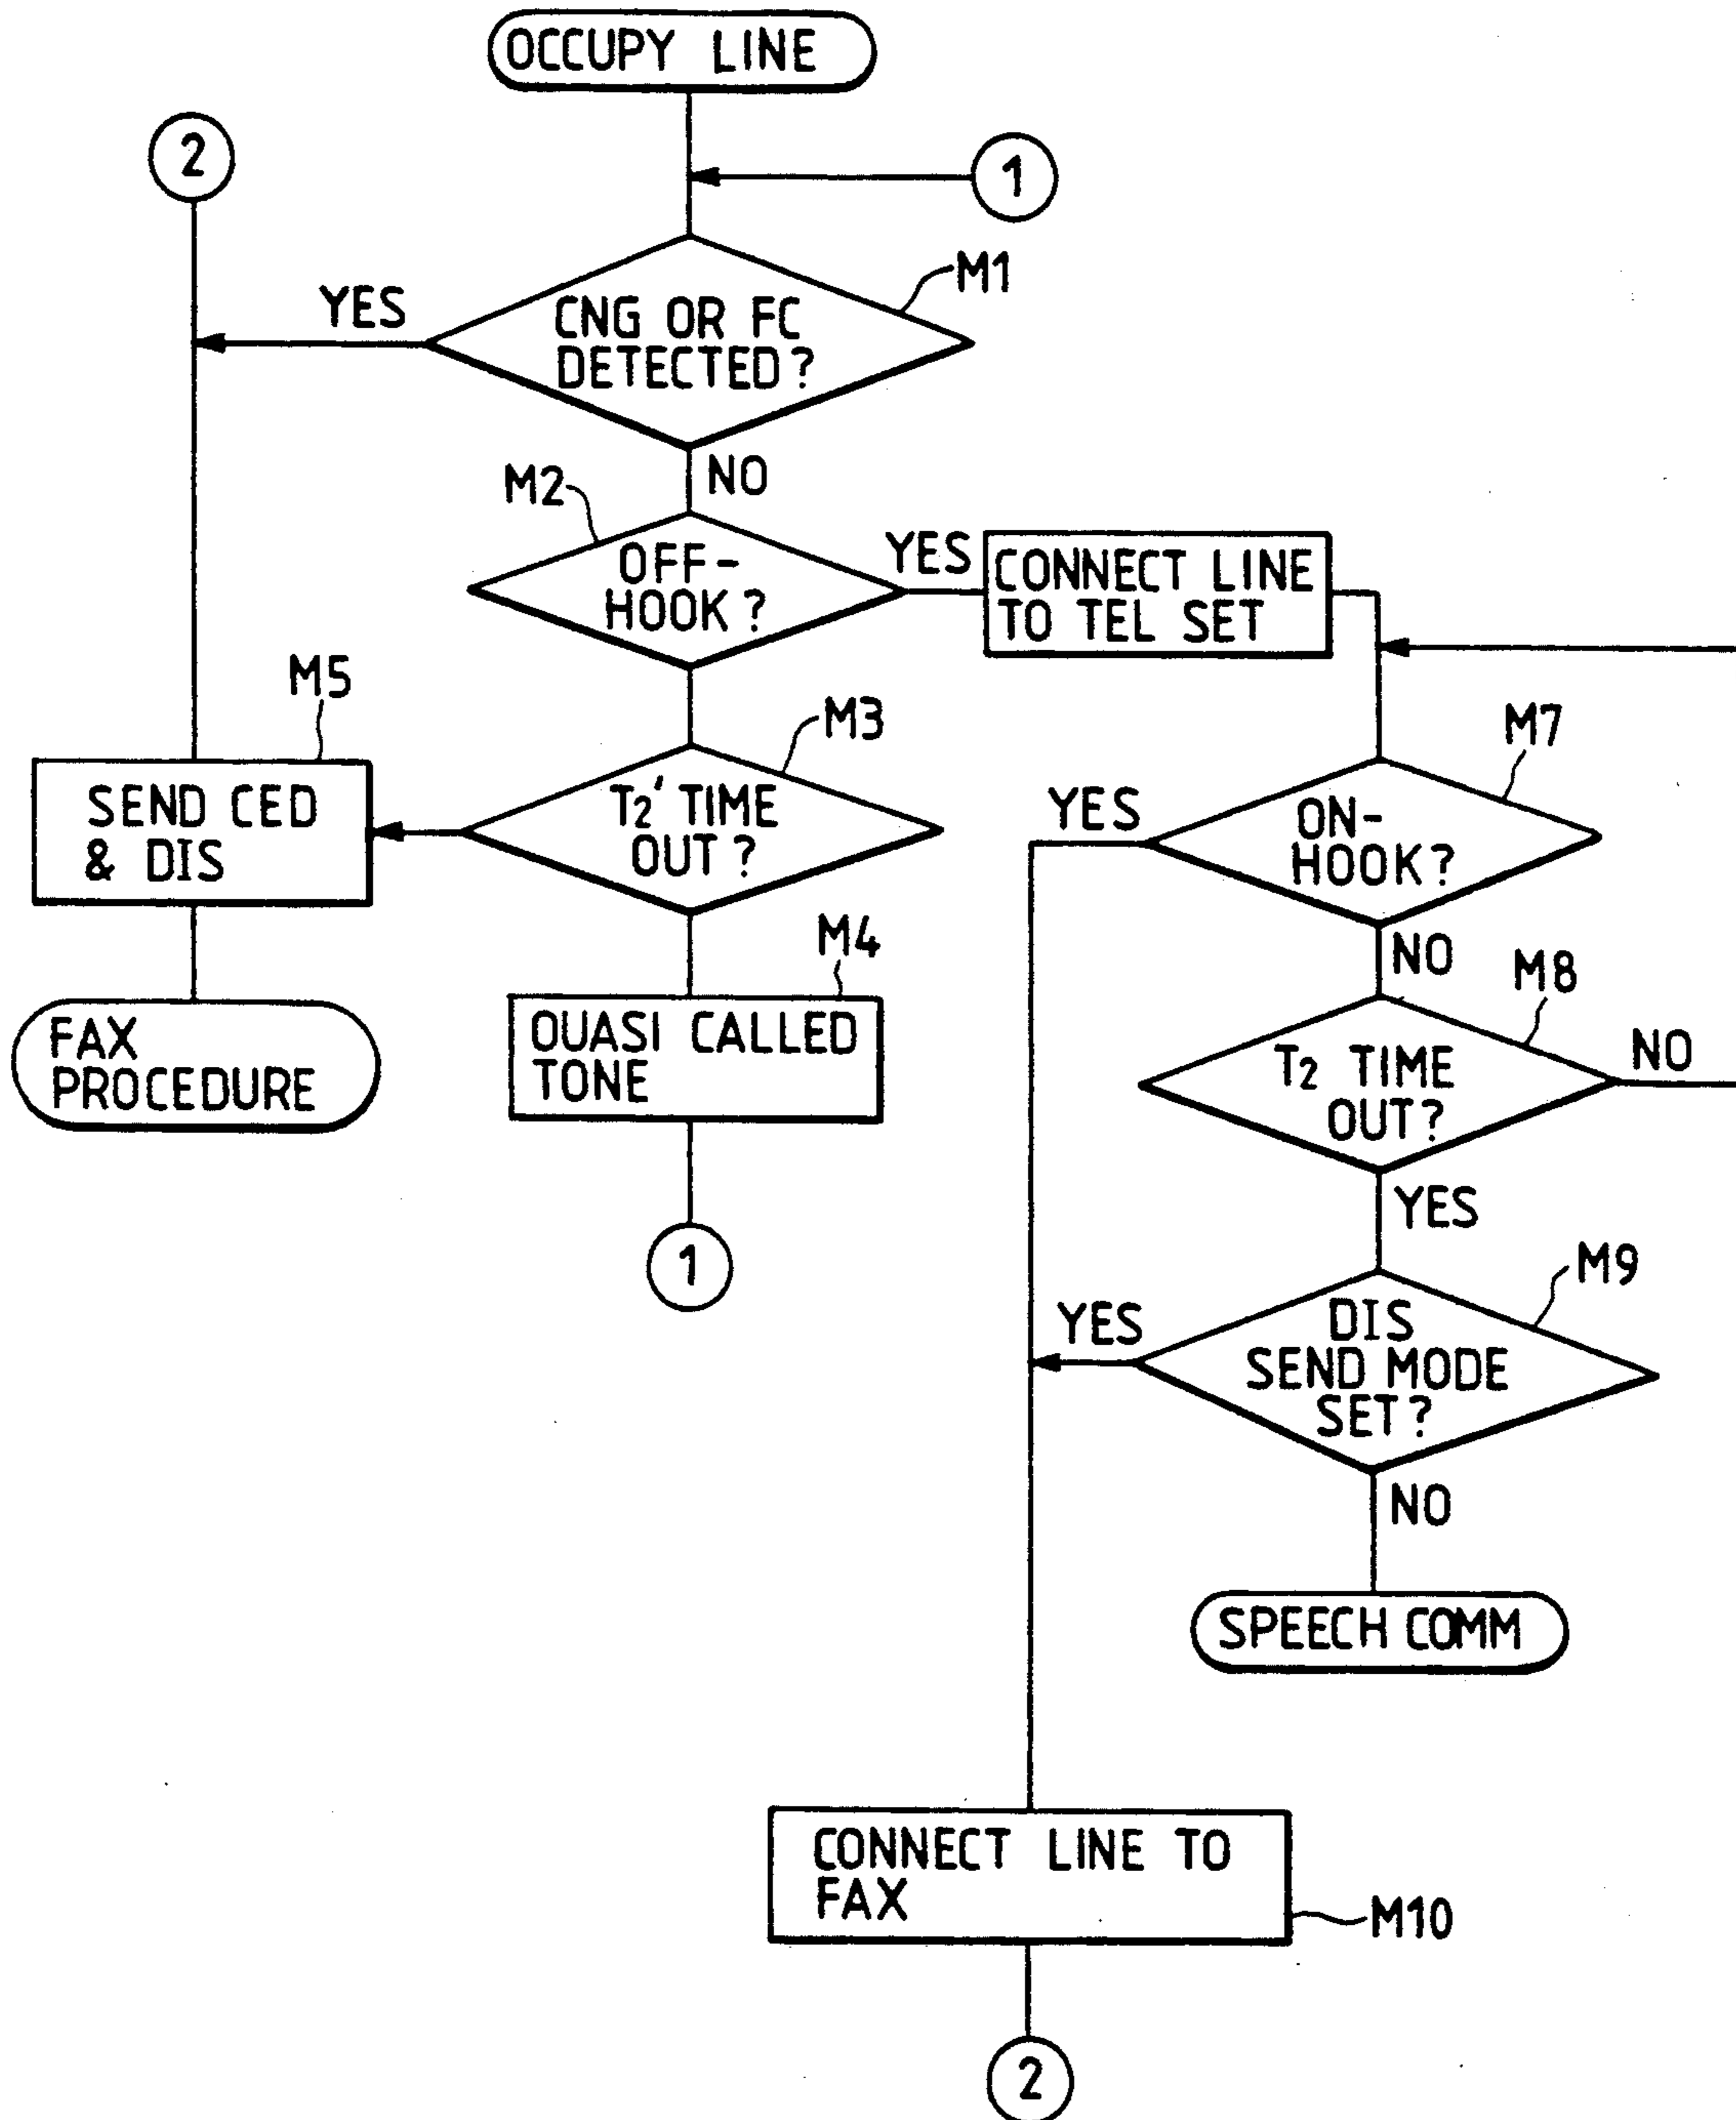 OCCUPY LINE
2
1
M1
YES
CNG OR FC
DETECTED?
NO
M2
OFF-
HOOK?
YES
CONNECT LINE
TO TEL SET
M5
SEND CED
& DIS
M3
T2' TIME
OUT?
M7
YES
ON-
HOOK?
NO
M4
OUASI CALLED
TONE
FAX
PROCEDURE
M8
T2 TIME
OUT?
NO
YES
1
M9
YES
DIS
SEND MODE
SET?
NO
SPEECH COMM
CONNECT LINE TO
FAX
M10
2